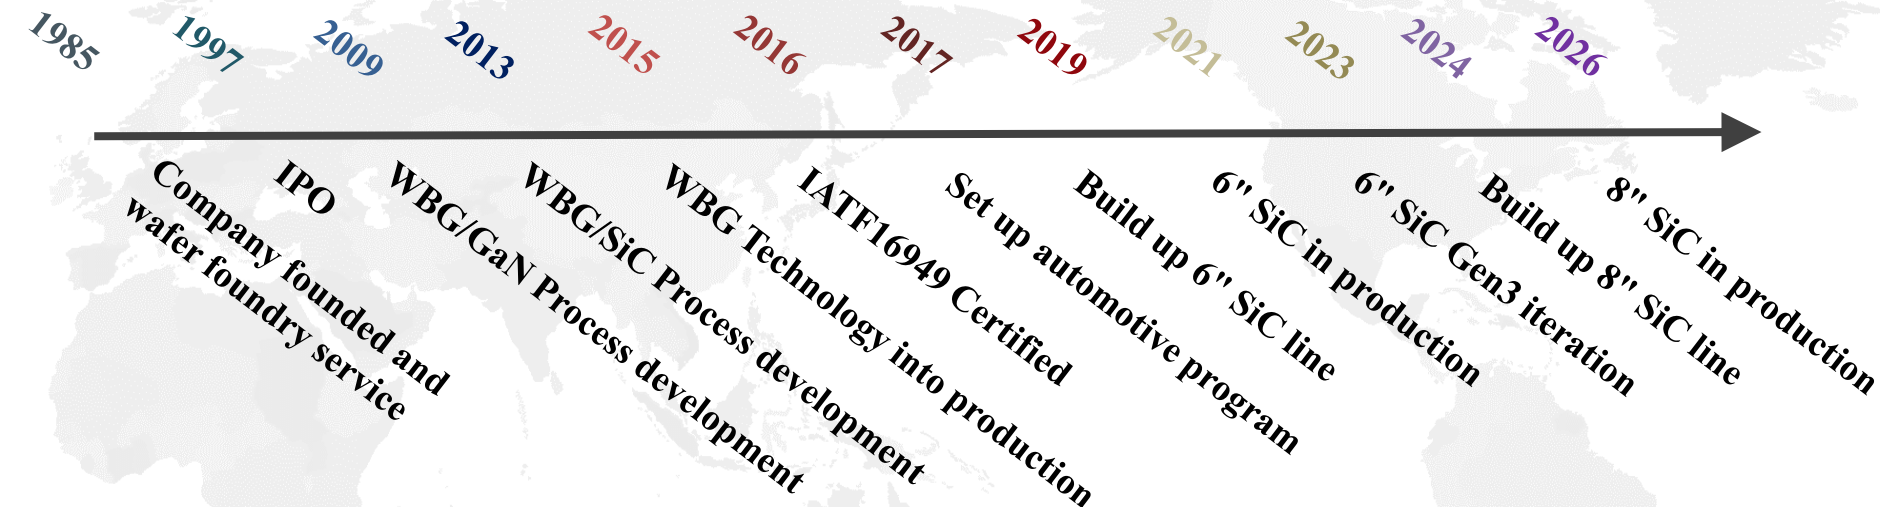 1985
1997
2009
2013
2015
2016
2017
2019
2021
2023
2024
2026
Company founded and
wafer foundry service
IPO
WBG/GaN Process development
WBG/SiC Process development
WBG Technology into production
IATF16949 Certified
Set up automotive program
Build up 6" SiC line
6" SiC in production
6" SiC Gen3 iteration
Build up 8" SiC line
8" SiC in production